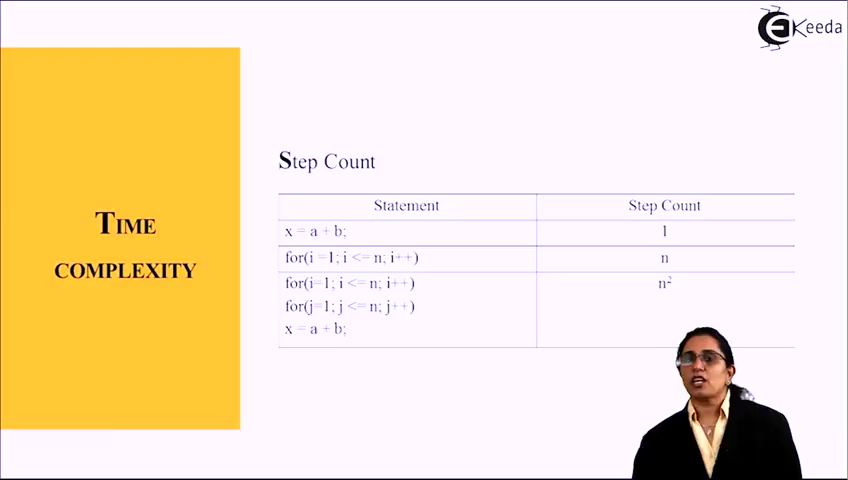 Keeda
Step Count
TIME
COMPLEXITY
Statement Step Count
x = a + b; 1
for(i =1; i <= n; i++) n
for(i=1; i <= n; i++) n²
for(j=1; j <= n; j++)
x = a + b;